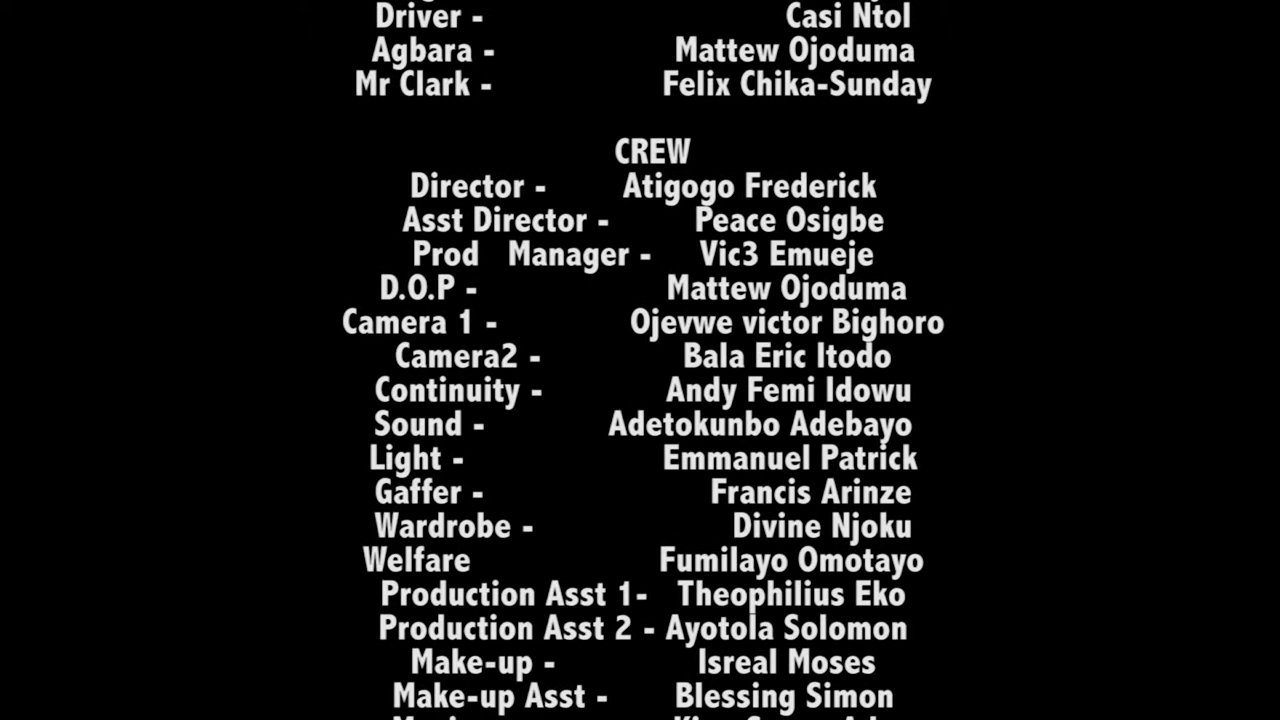 Driver - Casi Ntol
Agbara - Mattew Ojoduma
Mr Clark - Felix Chika-Sunday
CREW
Director - Atigogo Frederick
Asst Director - Peace Osigbe
Prod Manager - Vic3 Emueje
D.O.P - Mattew Ojoduma
Camera 1 - Ojevwe victor Bighoro
Camera2 - Bala Eric Itodo
Continuity - Andy Femi Idowu
Sound - Adetokunbo Adebayo
Light - Emmanuel Patrick
Gaffer - Francis Arinze
Wardrobe - Divine Njoku
Welfare Fumilayo Omotayo
Production Asst 1- Theophilius Eko
Production Asst 2 - Ayotola Solomon
Make-up - Isreal Moses
Make-up Asst - Blessing Simon